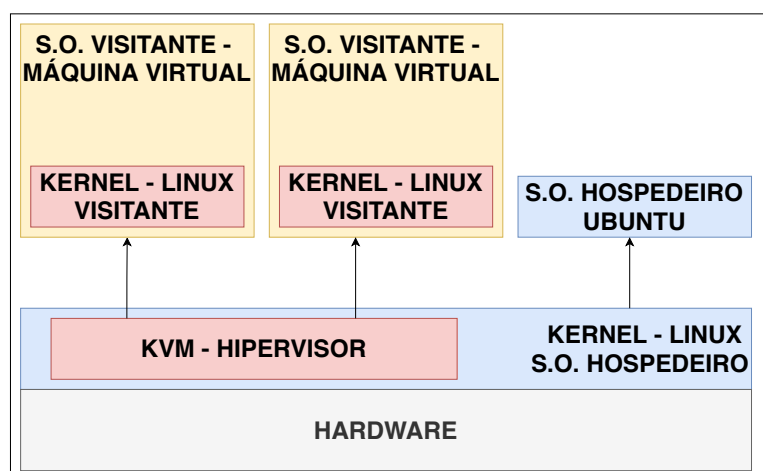 S.O. VISITANTE -
MÁQUINA VIRTUAL
KERNEL - LINUX
VISITANTE
S.O. VISITANTE -
MÁQUINA VIRTUAL
KERNEL - LINUX
VISITANTE
S.O. HOSPEDEIRO
UBUNTU
KVM - HIPERVISOR
KERNEL - LINUX
S.O. HOSPEDEIRO
HARDWARE